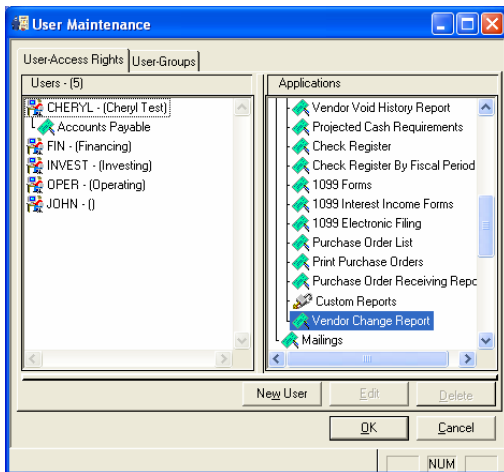 User Maintenance
User-Access Rights User-Groups
Users - (5)
CHERYL - (Cheryl Test)
Accounts Payable
FIN - (Financing)
INVEST - (Investing)
OPER - (Operating)
JOHN - ()
Applications
Vendor Void History Report
Projected Cash Requirements
Check Register
Check Register By Fiscal Period
1099 Forms
1099 Interest Income Forms
1099 Electronic Filing
Purchase Order List
Print Purchase Orders
Purchase Order Receiving Repo
Custom Reports
Vendor Change Report
Mailings
New User Edit Delete
OK Cancel
NUM